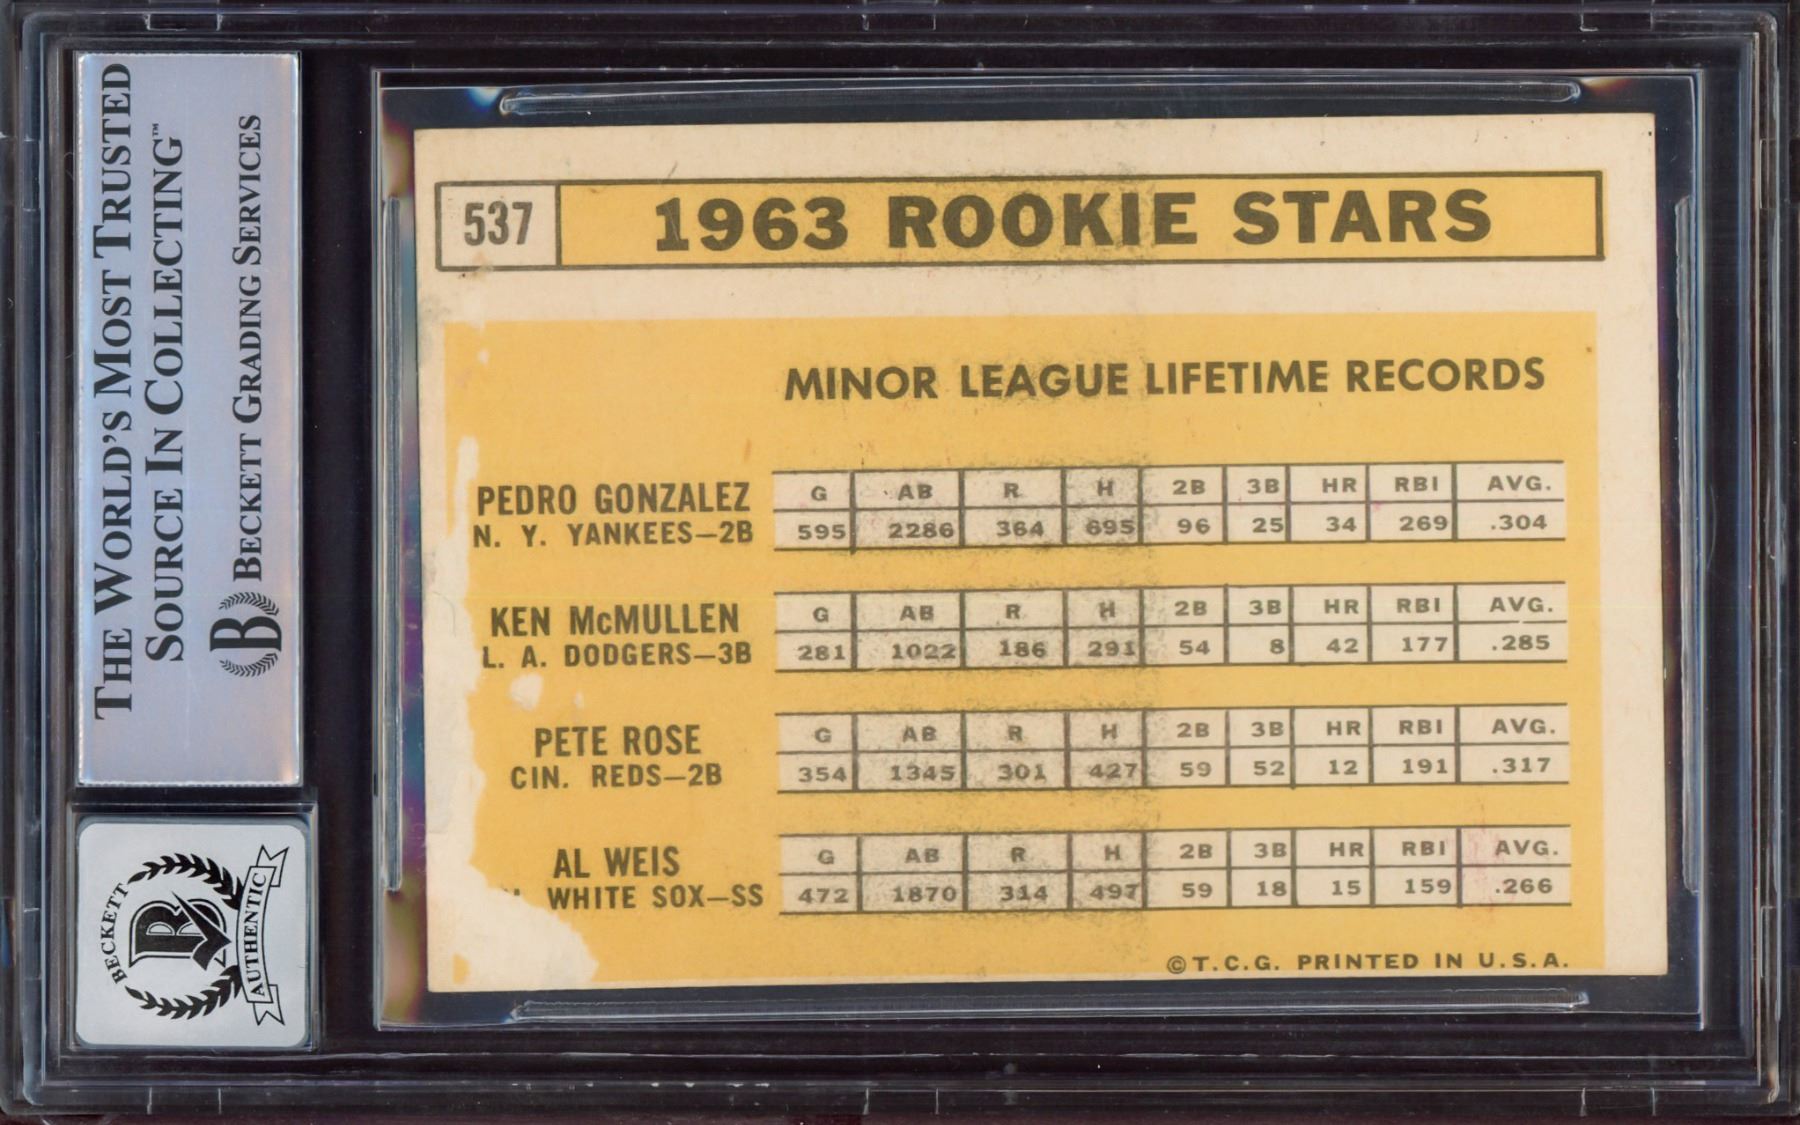 THE WORLD'S MOST TRUSTED
SOURCE IN COLLECTING™
BECKETT GRADING SERVICES
B
BECKETT
B
AUTHENTIC
537
1963 ROOKIE STARS
MINOR LEAGUE LIFETIME RECORDS
PEDRO GONZALEZ G AB R H 2B 3B HR RBI AVG.
N. Y. YANKEES—2B 595 2286 364 695 96 25 34 269 .304
KEN McMULLEN G AB R H 2B 3B HR RBI AVG.
L. A. DODGERS—3B 281 1022 186 291 54 8 42 177 .285
PETE ROSE G AB R H 2B 3B HR RBI AVG.
CIN. REDS—2B 354 1345 301 427 59 52 12 191 .317
AL WEIS G AB R H 2B 3B HR RBI AVG.
WHITE SOX—SS 472 1870 314 497 59 18 15 159 .266
© T.C.G. PRINTED IN U.S.A.